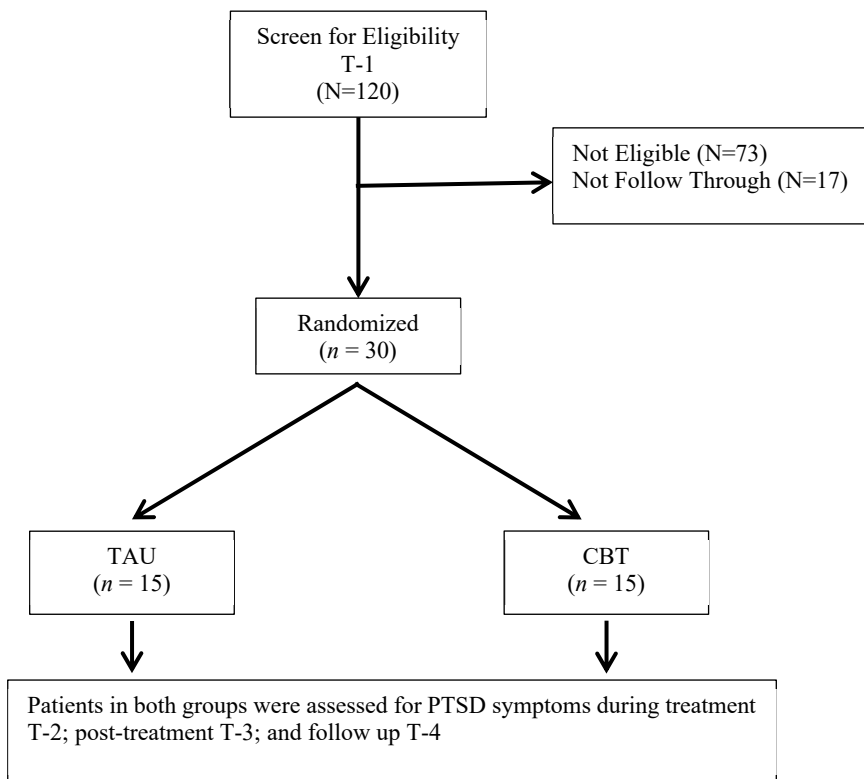 Screen for Eligibility
T-1
(N=120)
Not Eligible (N=73)
Not Follow Through (N=17)
Randomized
(n = 30)
TAU
(n = 15)
CBT
(n = 15)
Patients in both groups were assessed for PTSD symptoms during treatment
T-2; post-treatment T-3; and follow up T-4